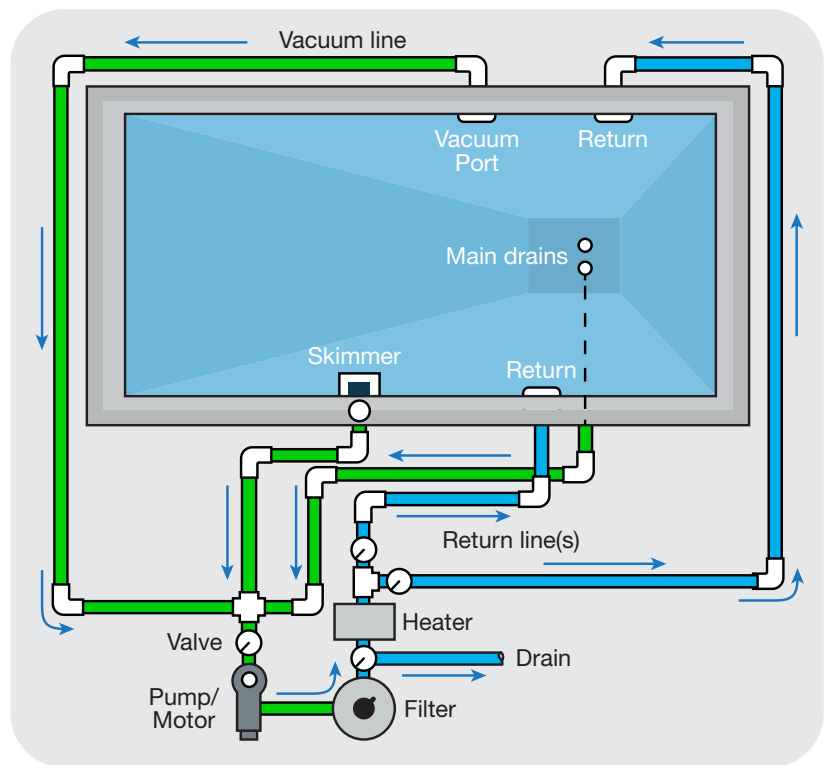 Vacuum line
Vacuum
Port
Return
Main drains
Skimmer
Return
Return line(s)
Heater
Valve
Drain
Pump/
Motor
Filter